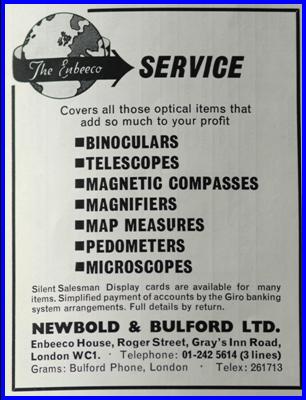 The Enbeeco
SERVICE
Covers all those optical items that
add so much to your profit
■BINOCULARS
■TELESCOPES
■MAGNETIC COMPASSES
■MAGNIFIERS
■MAP MEASURES
■PEDOMETERS
■MICROSCOPES
Silent Salesman Display cards are available for many
items. Simplified payment of accounts by the Giro banking
system arrangements. Full details by return.
NEWBOLD & BULFORD LTD.
Enbeeco House, Roger Street, Gray's Inn Road,
London WC1. · Telephone: 01-242 5614 (3 lines)
Grams: Bulford Phone, London · Telex: 261713